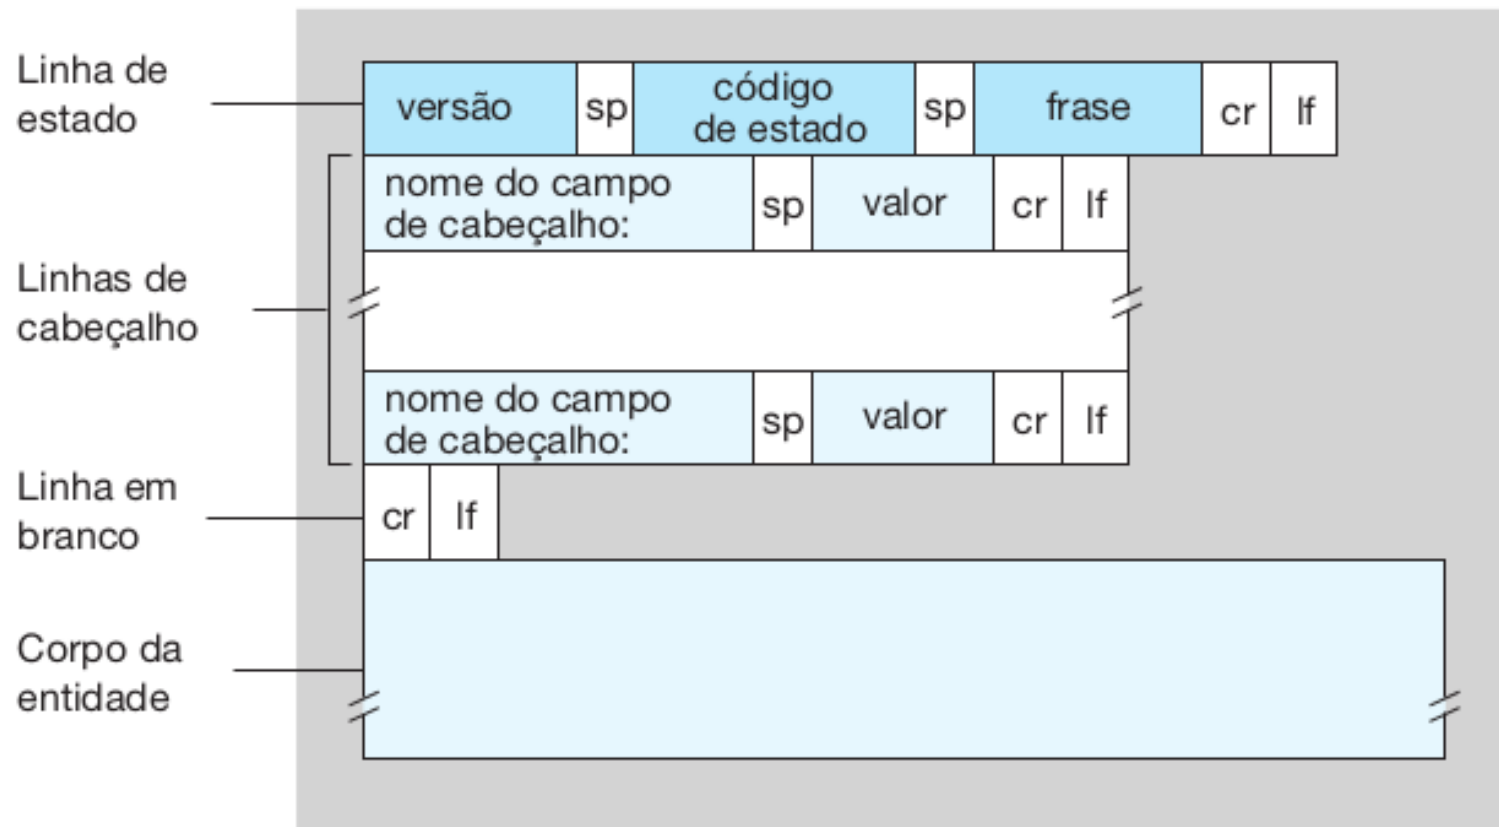 Linha de
estado
versão sp código
de estado sp frase cr lf
Linhas de
cabeçalho
nome do campo
de cabeçalho: sp valor cr lf
nome do campo
de cabeçalho: sp valor cr lf
Linha em
branco
cr lf
Corpo da
entidade